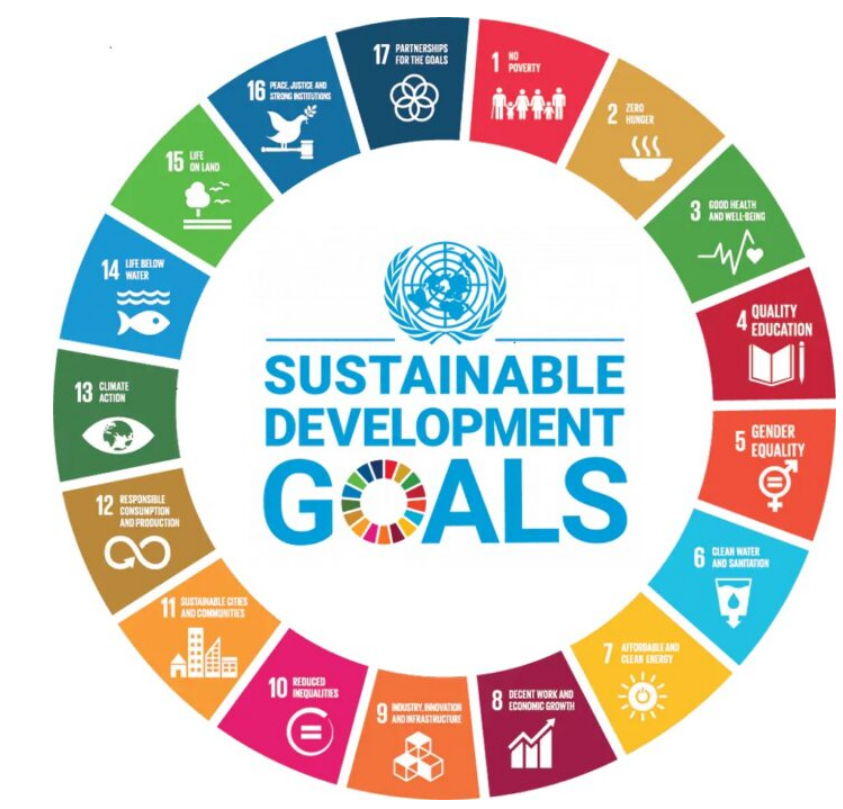 17 PARTNERSHIPS
FOR THE GOALS
1 NO
POVERTY
2 ZERO
HUNGER
3 GOOD HEALTH
AND WELL-BEING
4 QUALITY
EDUCATION
5 GENDER
EQUALITY
6 CLEAN WATER
AND SANITATION
7 AFFORDABLE AND
CLEAN ENERGY
8 DECENT WORK AND
ECONOMIC GROWTH
9 INDUSTRY, INNOVATION
AND INFRASTRUCTURE
10 REDUCED
INEQUALITIES
11 SUSTAINABLE CITIES
AND COMMUNITIES
12 RESPONSIBLE
CONSUMPTION
AND PRODUCTION
13 CLIMATE
ACTION
14 LIFE BELOW
WATER
15 LIFE
ON LAND
16 PEACE, JUSTICE AND
STRONG INSTITUTIONS
SUSTAINABLE
DEVELOPMENT
GOALS